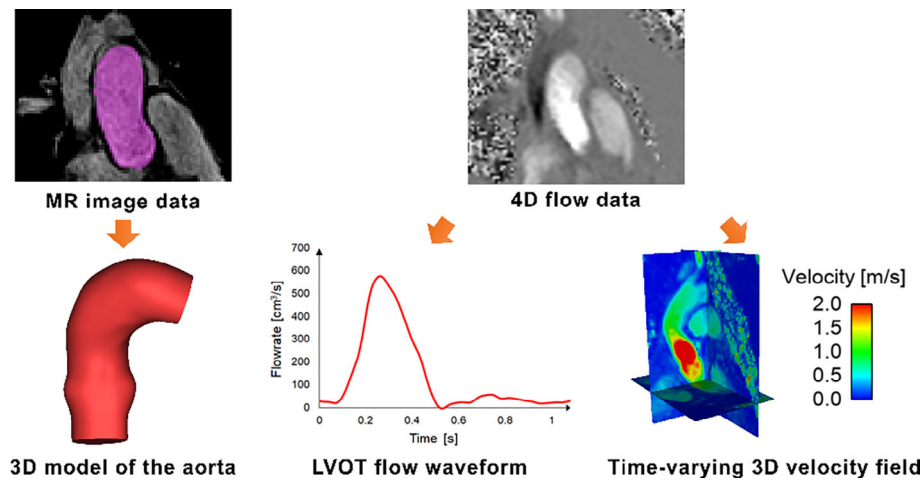 MR image data
4D flow data
700
600
500
400
300
200
100
0
Flowrate [cm³/s]
0 0.2 0.4 0.6 0.8 1
Time [s]
Velocity [m/s]
2.0
1.5
1.0
0.5
0.0
3D model of the aorta
LVOT flow waveform
Time-varying 3D velocity field